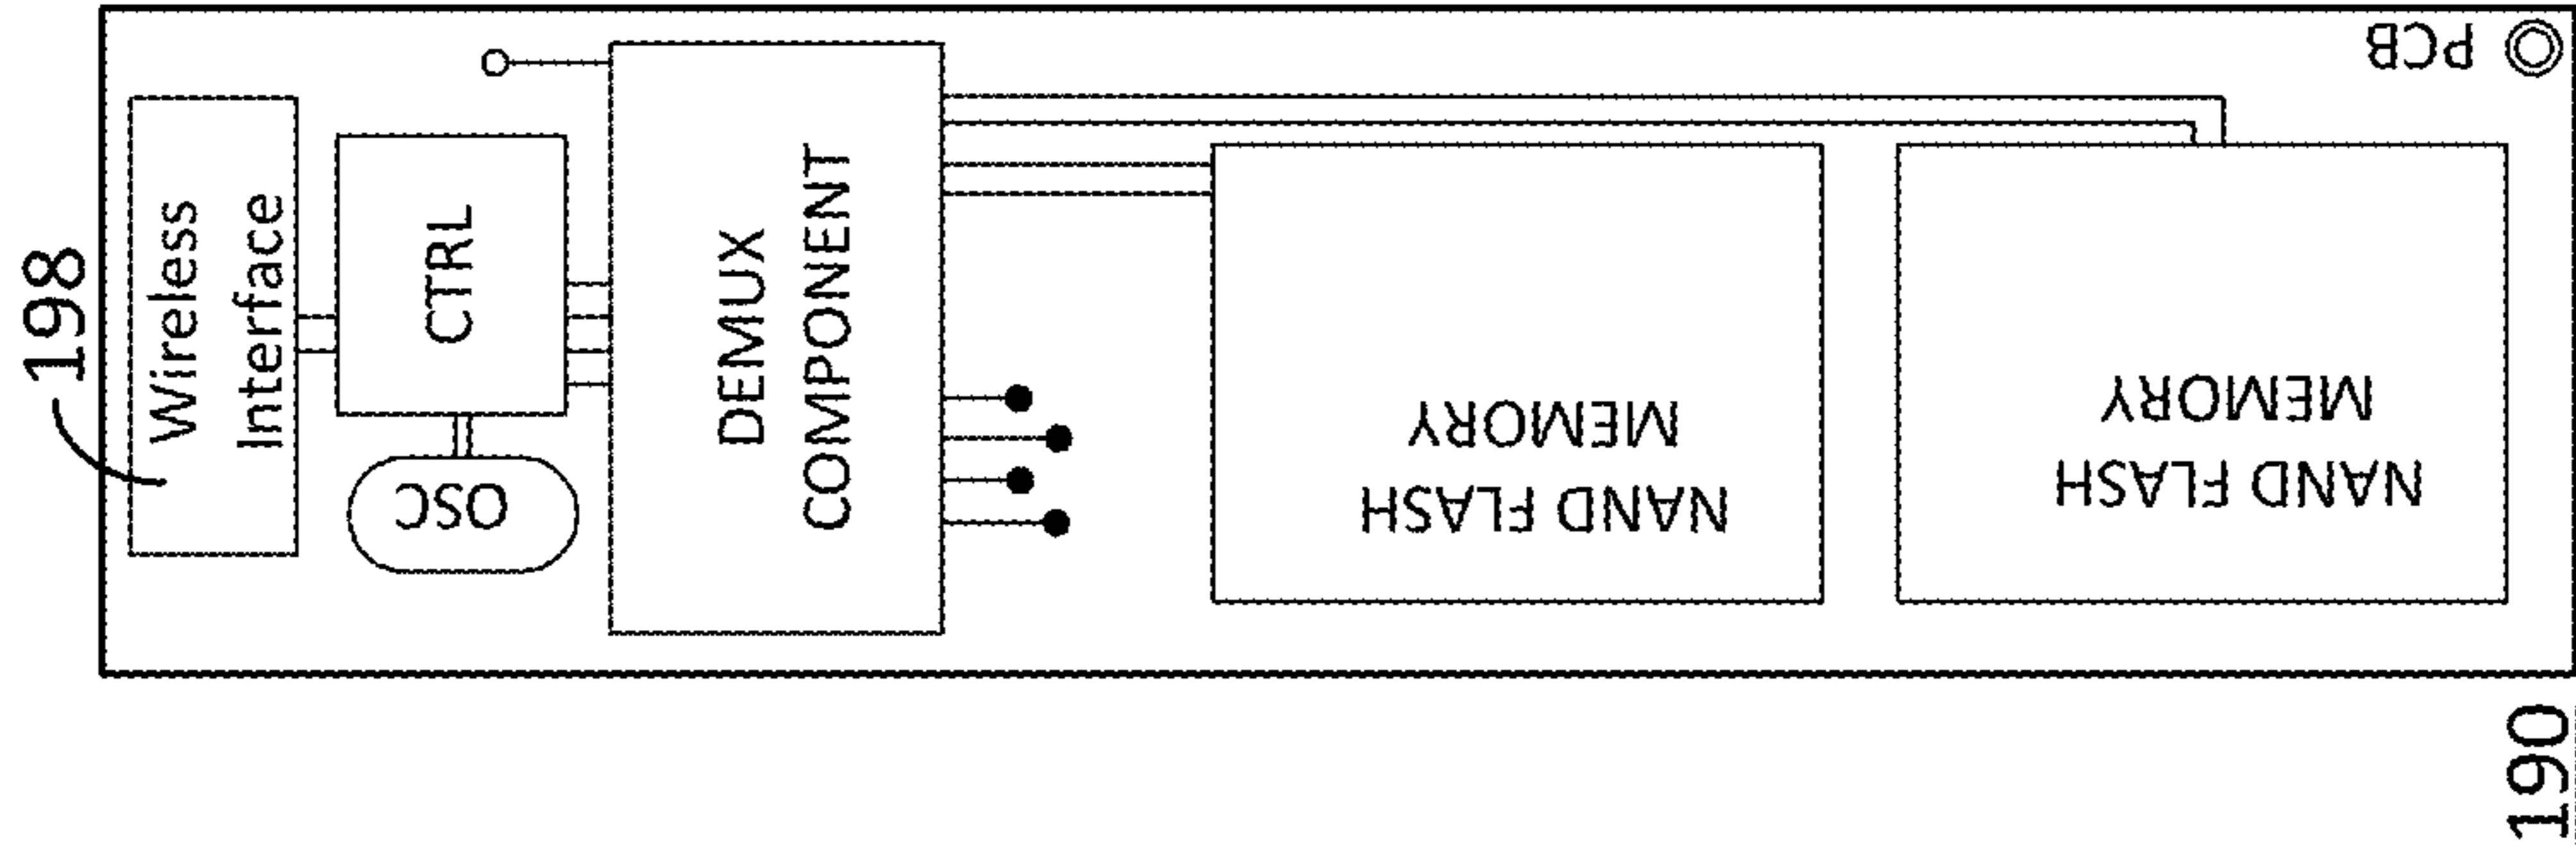 198
Wireless
Interface
CTRL
OSC
DEMUX
COMPONENT
NAND FLASH
MEMORY
NAND FLASH
MEMORY
PCB
190